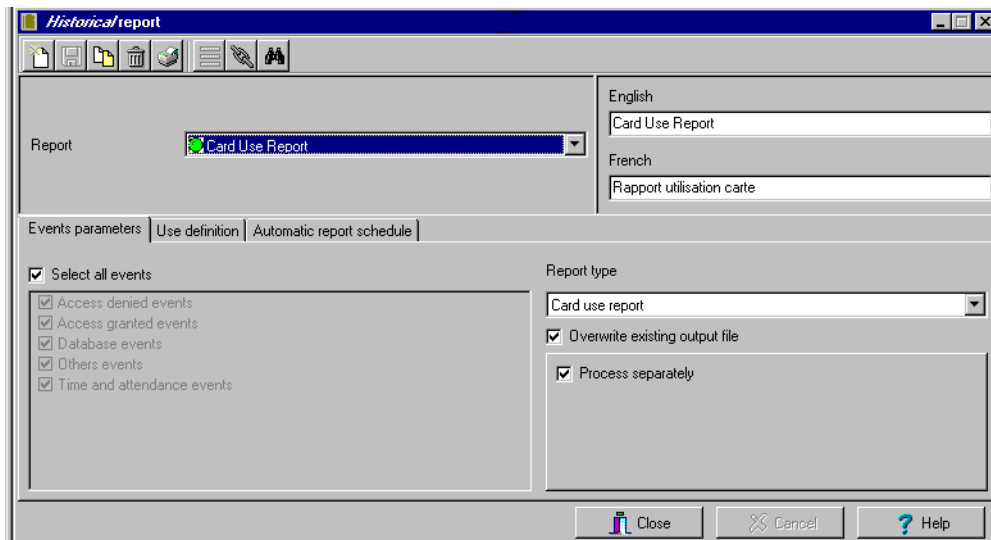 Historical report
English
Card Use Report
Report
Card Use Report
French
Rapport utilisation carte
Events parameters
Use definition
Automatic report schedule
Select all events
Access denied events
Access granted events
Database events
Others events
Time and attendance events
Report type
Card use report
Overwrite existing output file
Process separately
Close
Cancel
Help